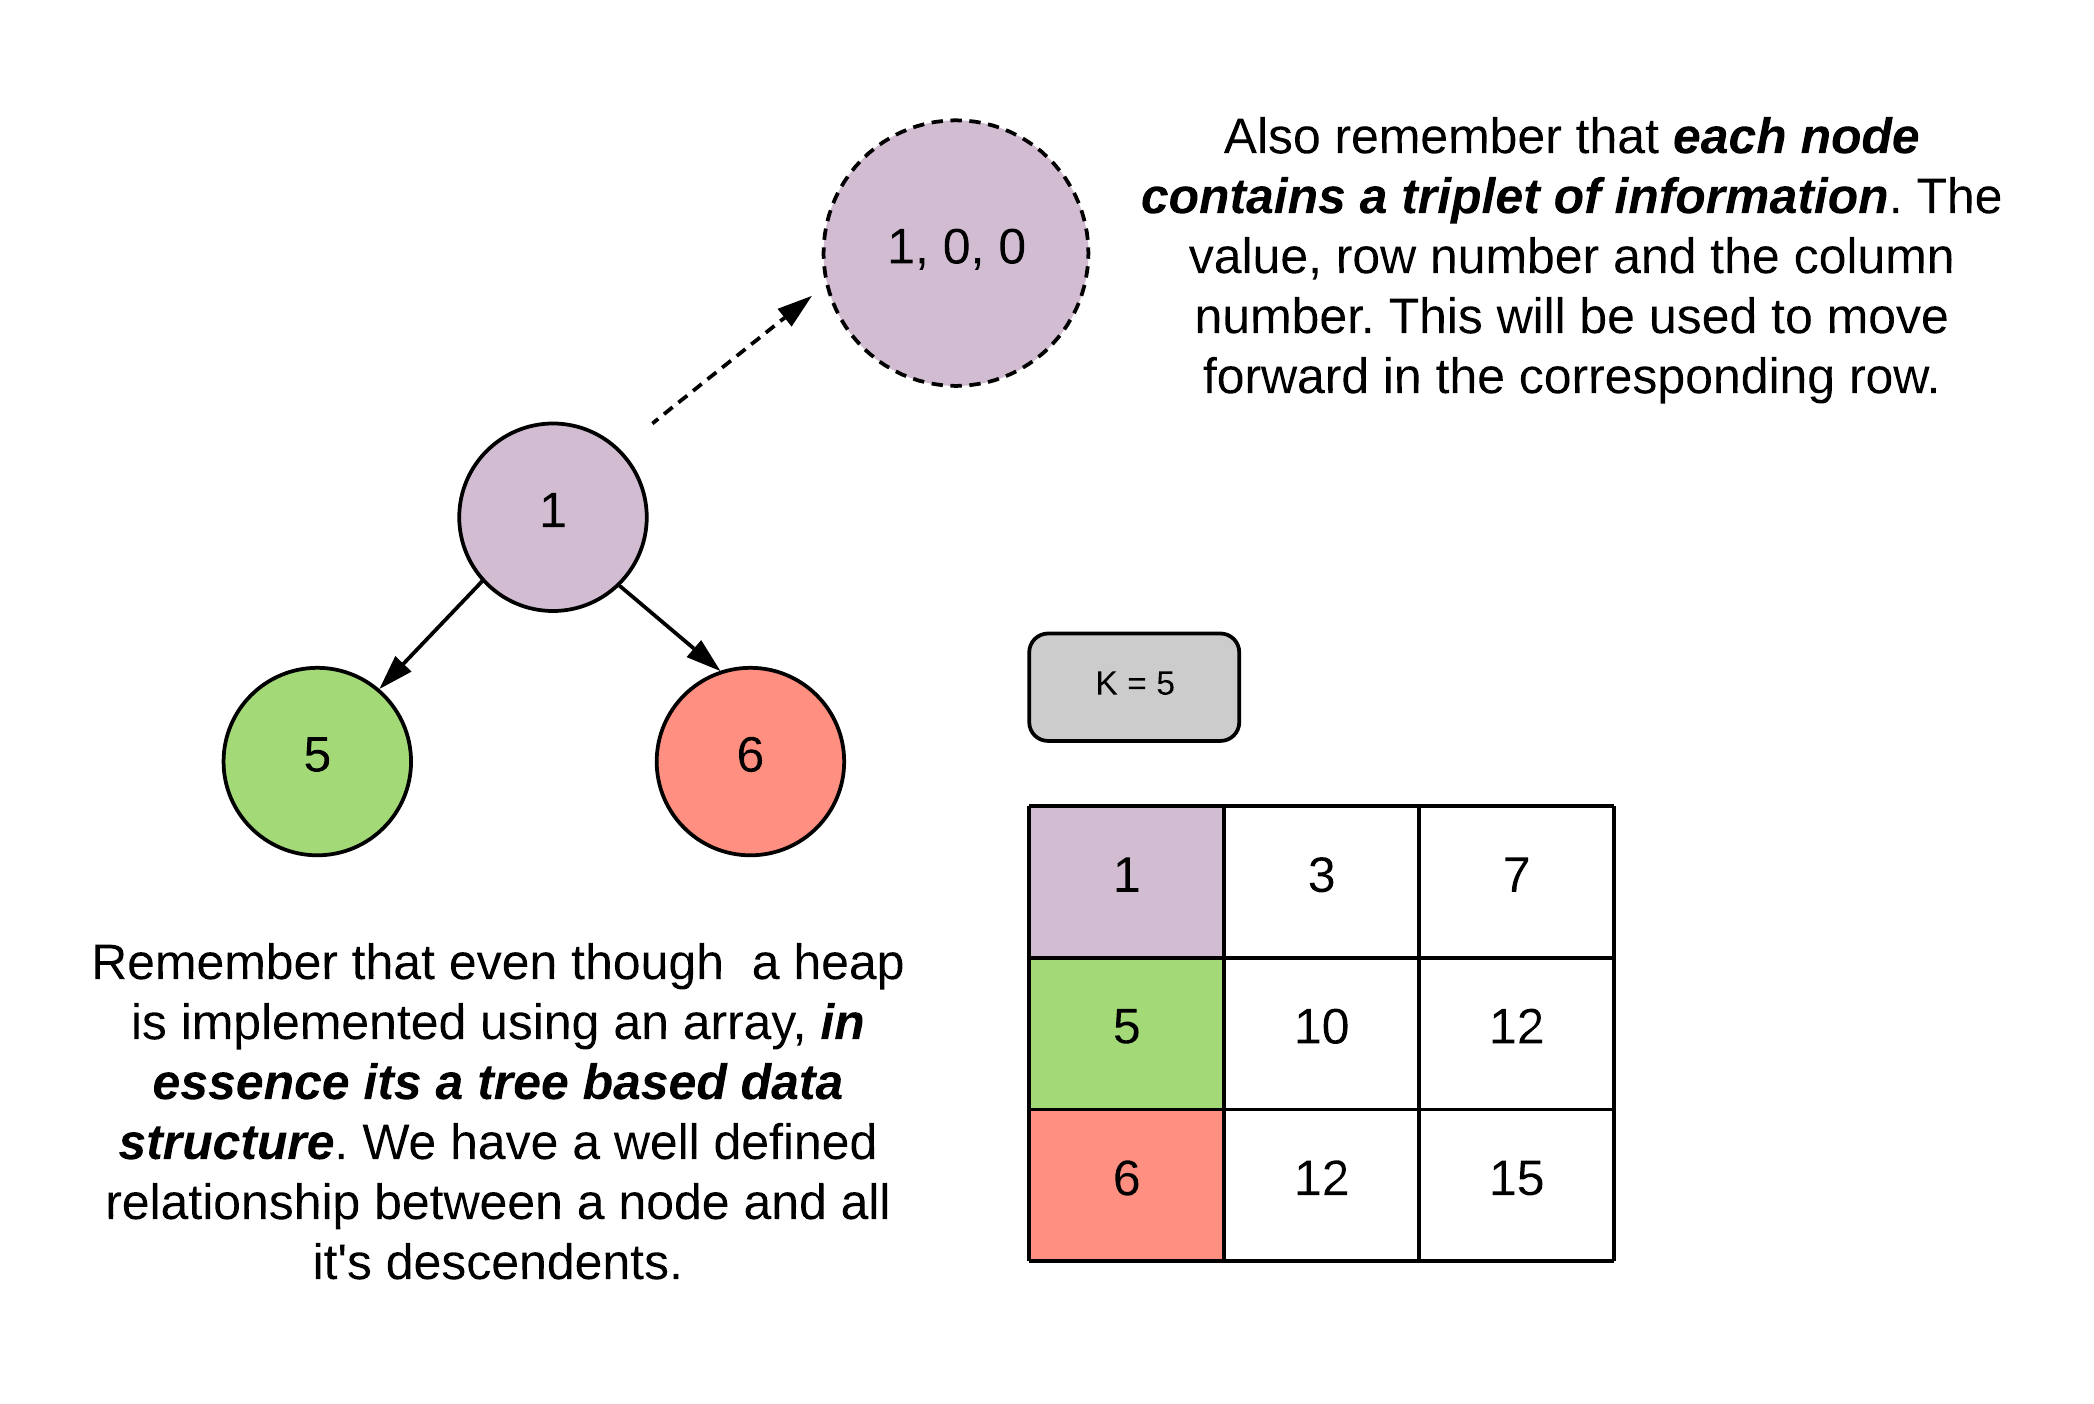 1, 0, 0
Also remember that each node
contains a triplet of information. The
value, row number and the column
number. This will be used to move
forward in the corresponding row.
1
5
6
Remember that even though  a heap
is implemented using an array, in
essence its a tree based data
structure. We have a well defined
relationship between a node and all
it's descendents.
K = 5
1 3 7
5 10 12
6 12 15